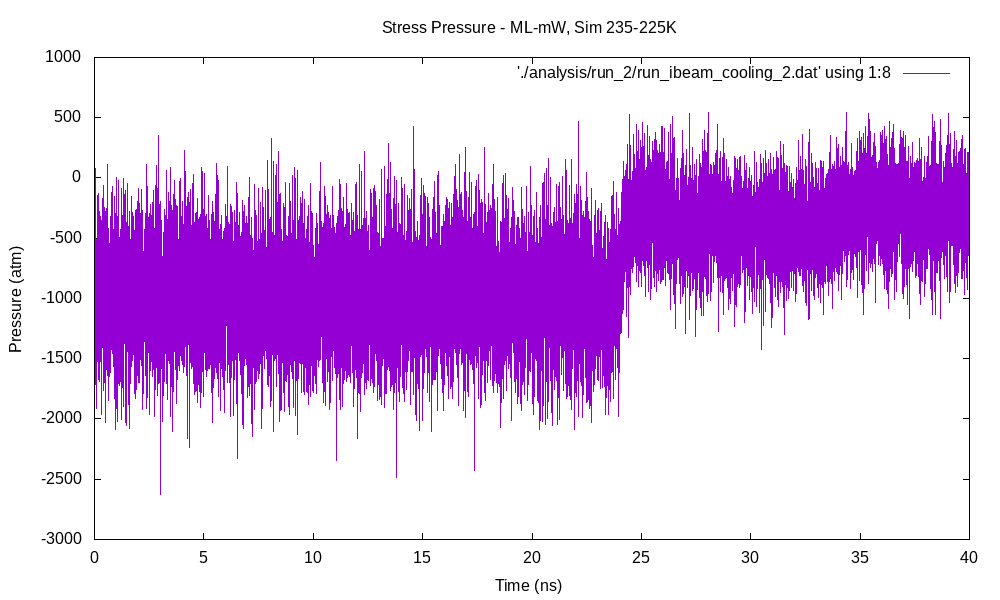 Stress Pressure - ML-mW, Sim 235-225K
'./analysis/run_2/run_ibeam_cooling_2.dat' using 1:8
1000
500
0
-500
-1000
-1500
-2000
-2500
-3000
Pressure (atm)
0 5 10 15 20 25 30 35 40
Time (ns)